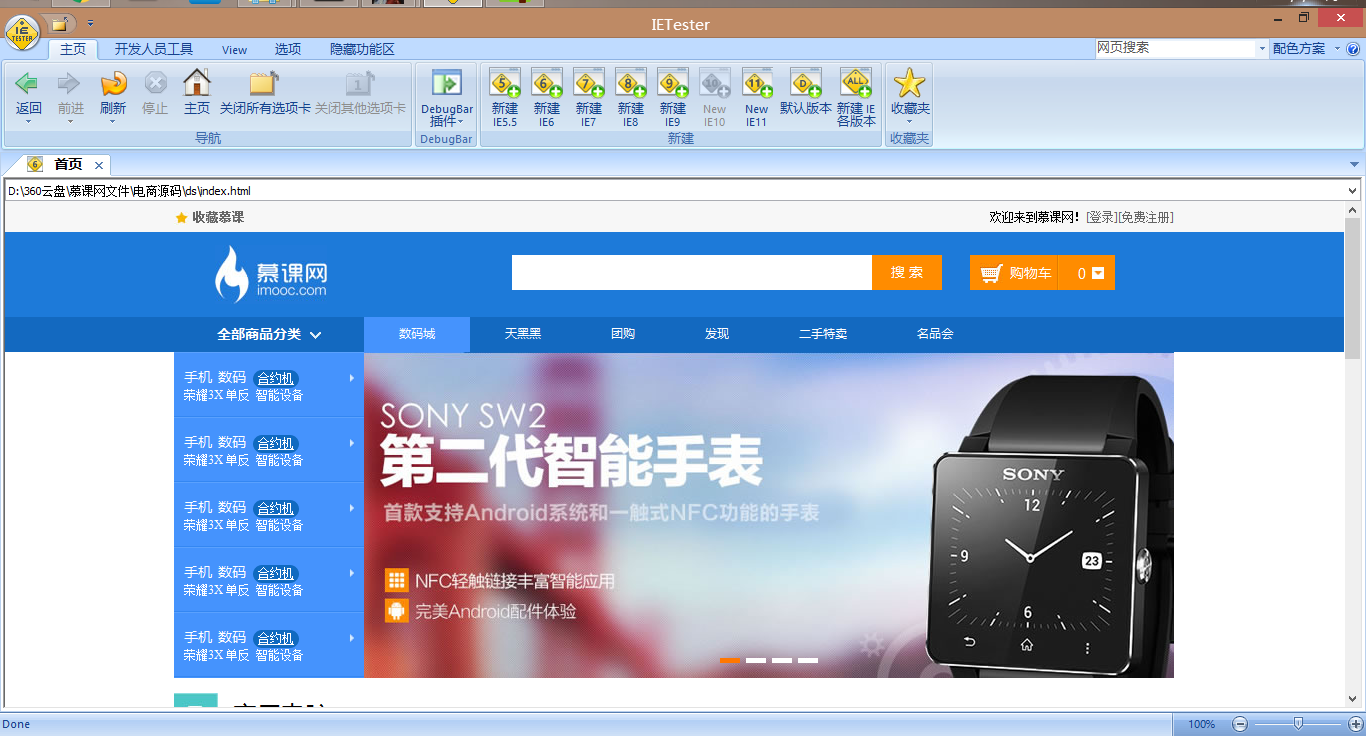 IETester
主页 开发人员工具 View 选项 隐藏功能区 网页搜索 配色方案
返回 前进 刷新 停止 主页 关闭所有选项卡 关闭其他选项卡 DebugBar 插件 新建 IE5.5 新建 IE6 新建 IE7 新建 IE8 新建 IE9 New IE10 New IE11 默认版本 新建 IE 各版本 收藏夹
导航 DebugBar 新建 收藏夹
首页
D:\360云盘\慕课网文件\电商源码\ds\index.html
收藏慕课 欢迎来到慕课网！[登录][免费注册]
慕课网
imooc.com
搜 索 购物车 0
全部商品分类 数码城 天黑黑 团购 发现 二手特卖 名品会
手机 数码 合约机
荣耀3X 单反 智能设备
手机 数码 合约机
荣耀3X 单反 智能设备
手机 数码 合约机
荣耀3X 单反 智能设备
手机 数码 合约机
荣耀3X 单反 智能设备
手机 数码 合约机
荣耀3X 单反 智能设备
SONY SW2
第二代智能手表
首款支持Android系统和一触式NFC功能的手表
NFC轻触链接丰富智能应用
完美Android配件体验
SONY
12
9
23
6
Done 100%